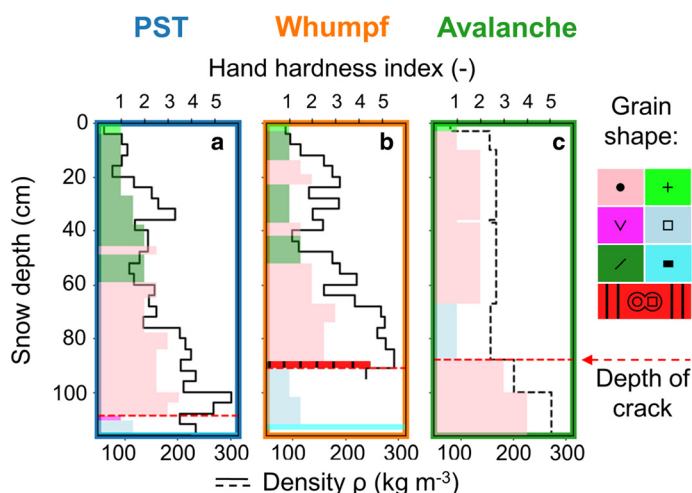 PST Whumpf Avalanche
Hand hardness index (-)
1 2 3 4 5 1 2 3 4 5 1 2 3 4 5
Grain
shape:
0
20
40
60
80
100
Snow depth (cm)
a b c
Depth of
crack
100 200 300 100 200 300 100 200 300
Density ρ (kg m-3)